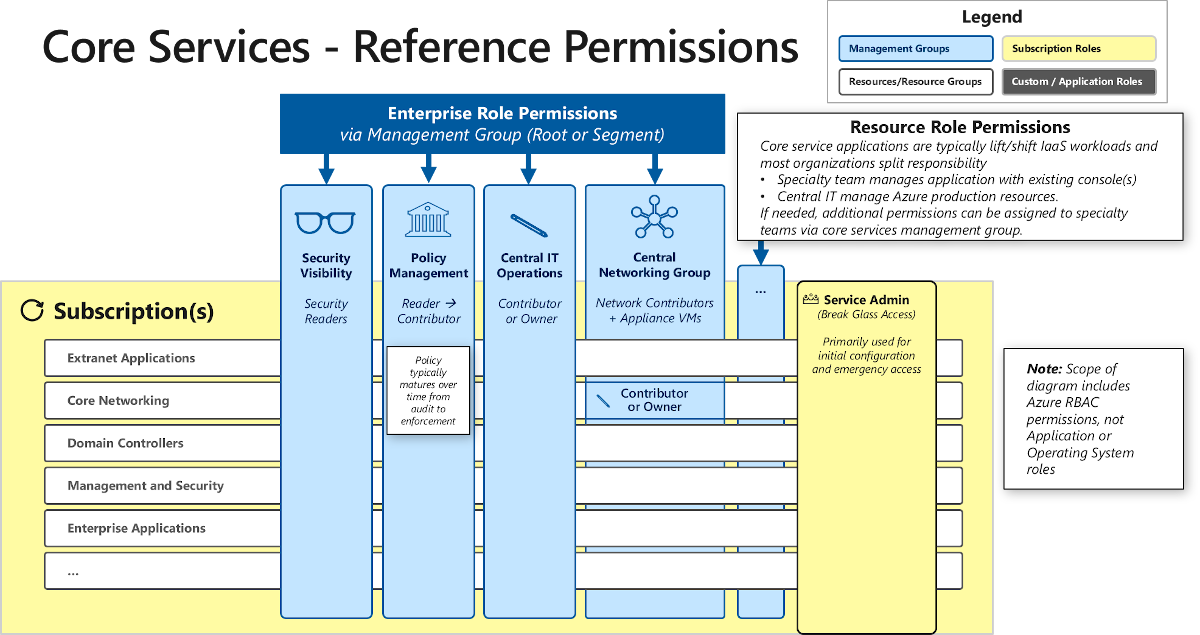 Core Services - Reference Permissions
Legend
Management Groups
Subscription Roles
Resources/Resource Groups
Custom / Application Roles
Enterprise Role Permissions
via Management Group (Root or Segment)
Resource Role Permissions
Core service applications are typically lift/shift IaaS workloads and
most organizations split responsibility
• Specialty team manages application with existing console(s)
• Central IT manage Azure production resources.
If needed, additional permissions can be assigned to specialty
teams via core services management group.
Security
Visibility
Security
Readers
Policy
Management
Reader →
Contributor
Policy
typically
matures over
time from
audit to
enforcement
Central IT
Operations
Contributor
or Owner
Central
Networking Group
Network Contributors
+ Appliance VMs
Contributor
or Owner
...
Service Admin
(Break Glass Access)
Primarily used for
initial configuration
and emergency access
Subscription(s)
Extranet Applications
Core Networking
Domain Controllers
Management and Security
Enterprise Applications
...
Note: Scope of
diagram includes
Azure RBAC
permissions, not
Application or
Operating System
roles